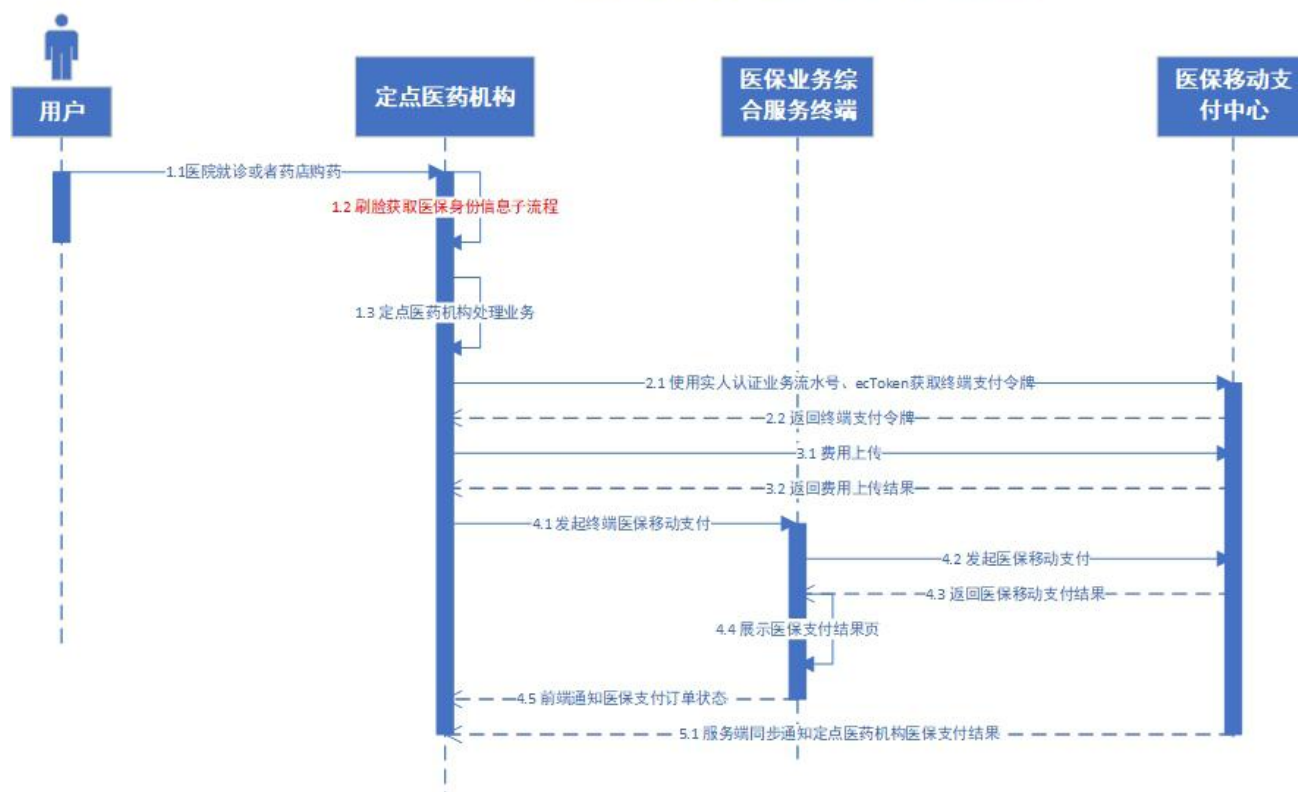 用户
定点医药机构
医保业务综
合服务终端
医保移动支
付中心
1.1医院就诊或者药店购药
1.2 刷脸获取医保身份信息子流程
1.3 定点医药机构处理业务
2.1 使用实人认证业务流水号、ecToken获取终端支付令牌
2.2 返回终端支付令牌
3.1 费用上传
3.2 返回费用上传结果
4.1 发起终端医保移动支付
4.2 发起医保移动支付
4.3 返回医保移动支付结果
4.4 展示医保支付结果页
4.5 前端通知医保支付订单状态
5.1 服务端同步通知定点医药机构医保支付结果